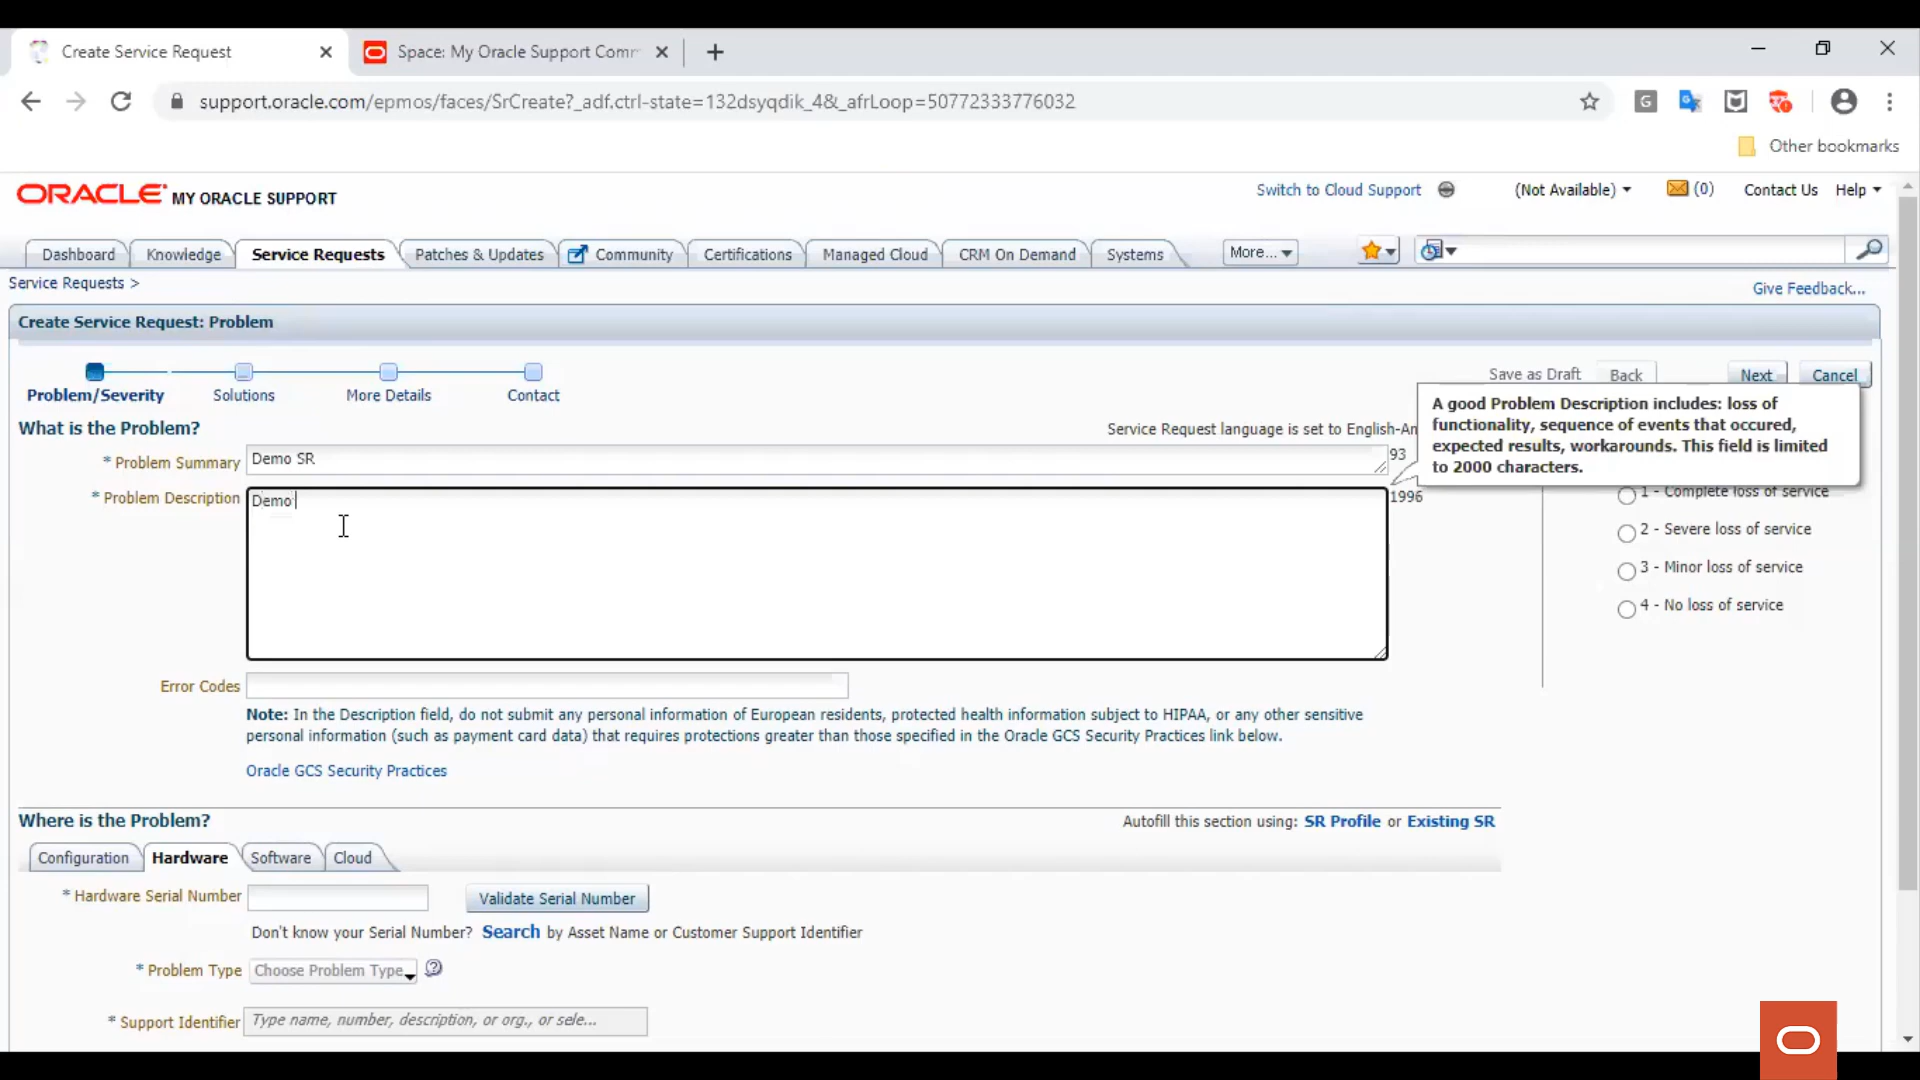 Create Service Request
Space: My Oracle Support Comm
support.oracle.com/epmos/faces/SrCreate?_adf.ctrl-state=132dsyqdik_4&_afrLoop=50772333776032
Other bookmarks
ORACLE MY ORACLE SUPPORT
Switch to Cloud Support (Not Available) (0) Contact Us Help
Dashboard Knowledge Service Requests Patches & Updates Community Certifications Managed Cloud CRM On Demand Systems More...
Service Requests >
Give Feedback...
Create Service Request: Problem
Problem/Severity Solutions More Details Contact
Save as Draft Back Next Cancel
What is the Problem?
Service Request language is set to English-Am
A good Problem Description includes: loss of
functionality, sequence of events that occured,
expected results, workarounds. This field is limited
to 2000 characters.
* Problem Summary Demo SR 93
* Problem Description Demo 1996
1 - Complete loss of service
2 - Severe loss of service
3 - Minor loss of service
4 - No loss of service
Error Codes
Note: In the Description field, do not submit any personal information of European residents, protected health information subject to HIPAA, or any other sensitive
personal information (such as payment card data) that requires protections greater than those specified in the Oracle GCS Security Practices link below.
Oracle GCS Security Practices
Where is the Problem?
Autofill this section using: SR Profile or Existing SR
Configuration Hardware Software Cloud
* Hardware Serial Number Validate Serial Number
Don't know your Serial Number? Search by Asset Name or Customer Support Identifier
* Problem Type Choose Problem Type
* Support Identifier Type name, number, description, or org., or sele...